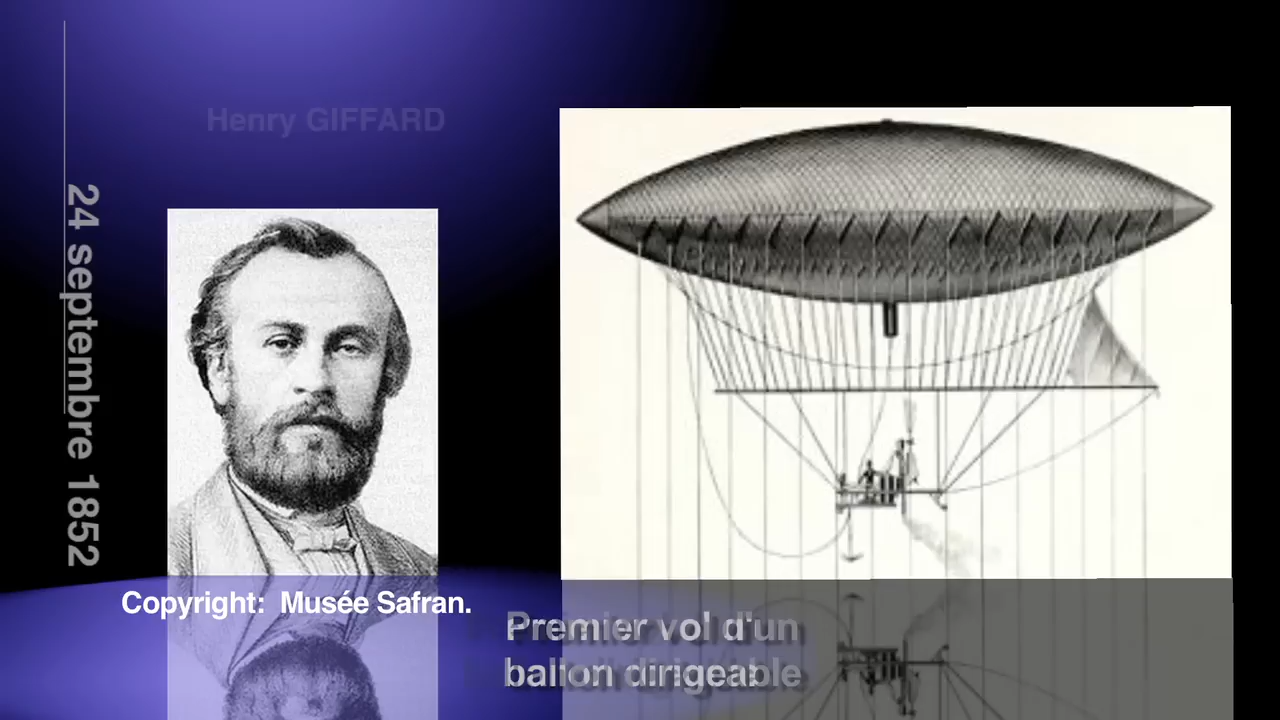 Henry GIFFARD
24 septembre 1852
Copyright: Musée Safran.
Premier vol d'un
ballon dirigeable